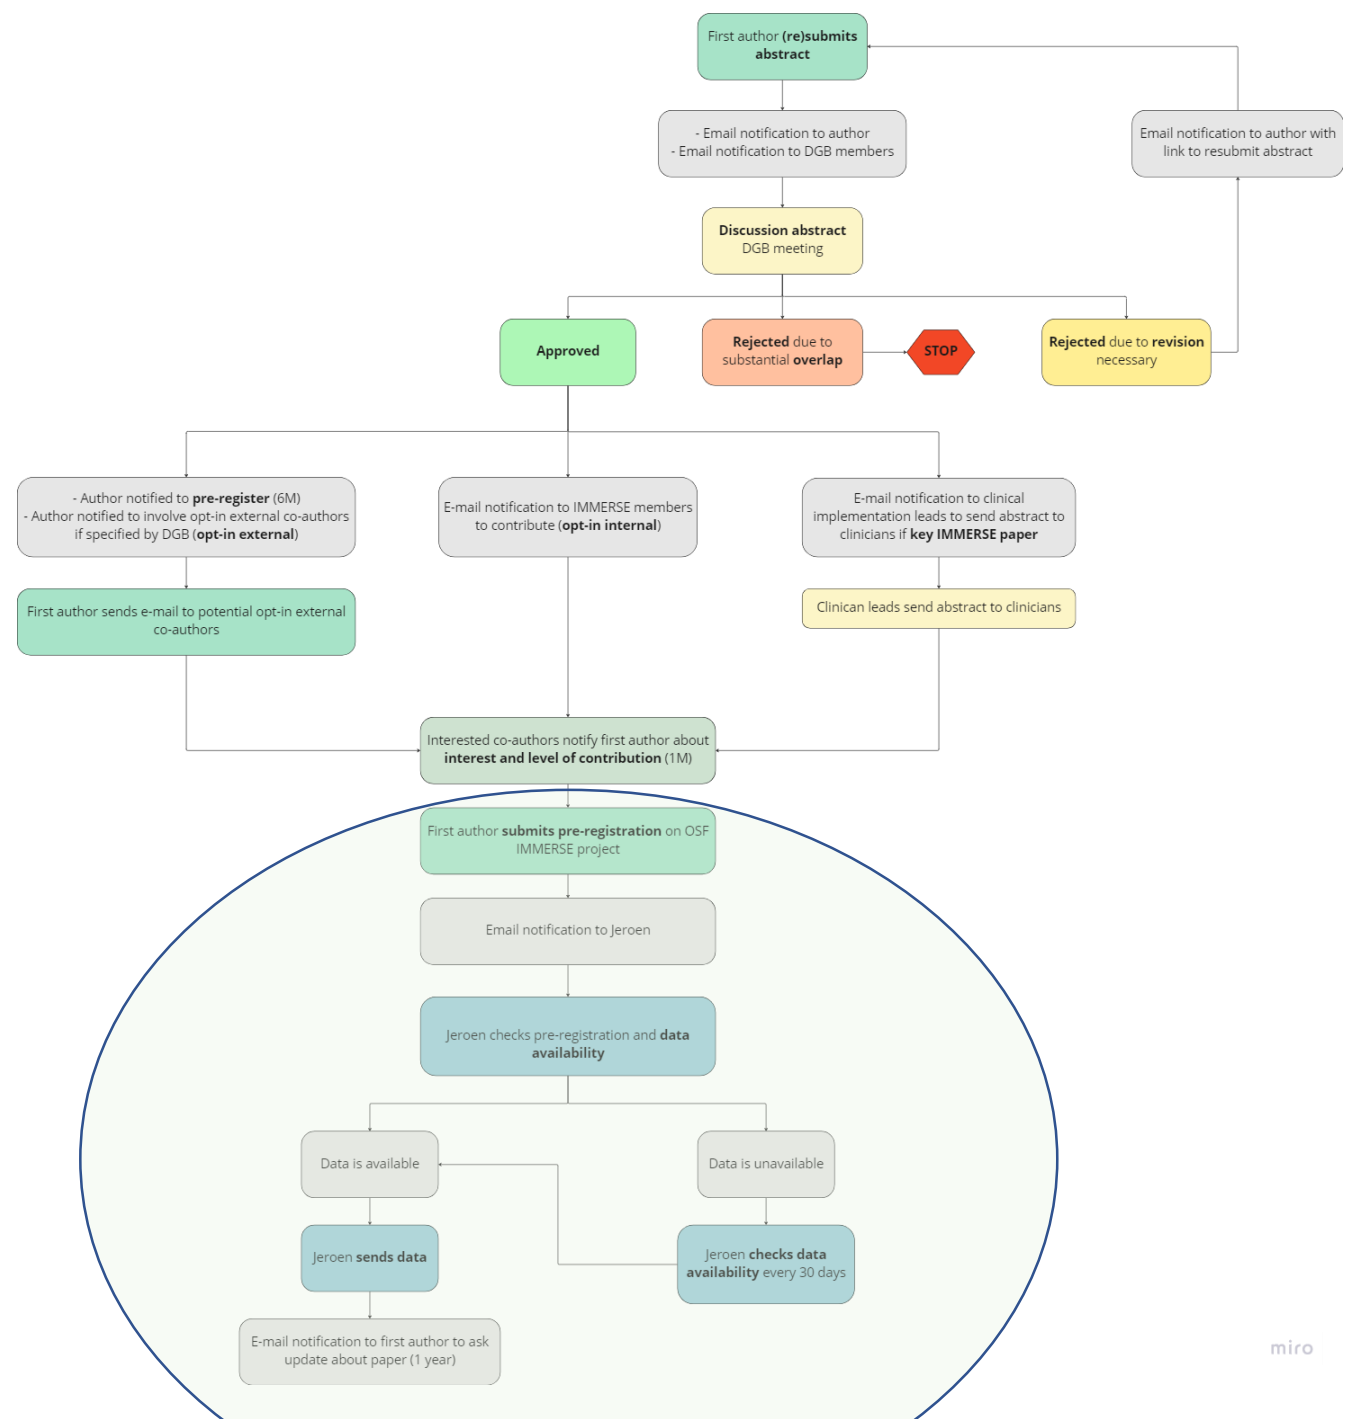 First author (re)submits
abstract
- Email notification to author
- Email notification to DGB members
Email notification to author with
link to resubmit abstract
Discussion abstract
DGB meeting
Approved
Rejected due to
substantial overlap
STOP
Rejected due to revision
necessary
- Author notified to pre-register (6M)
- Author notified to involve opt-in external co-authors
if specified by DGB (opt-in external)
E-mail notification to IMMERSE members
to contribute (opt-in internal)
E-mail notification to clinical
implementation leads to send abstract to
clinicians if key IMMERSE paper
First author sends e-mail to potential opt-in external
co-authors
Clinican leads send abstract to clinicians
Interested co-authors notify first author about
interest and level of contribution (1M)
First author submits pre-registration on OSF
IMMERSE project
Email notification to Jeroen
Jeroen checks pre-registration and data
availability
Data is available
Data is unavailable
Jeroen sends data
Jeroen checks data
availability every 30 days
E-mail notification to first author to ask
update about paper (1 year)
miro